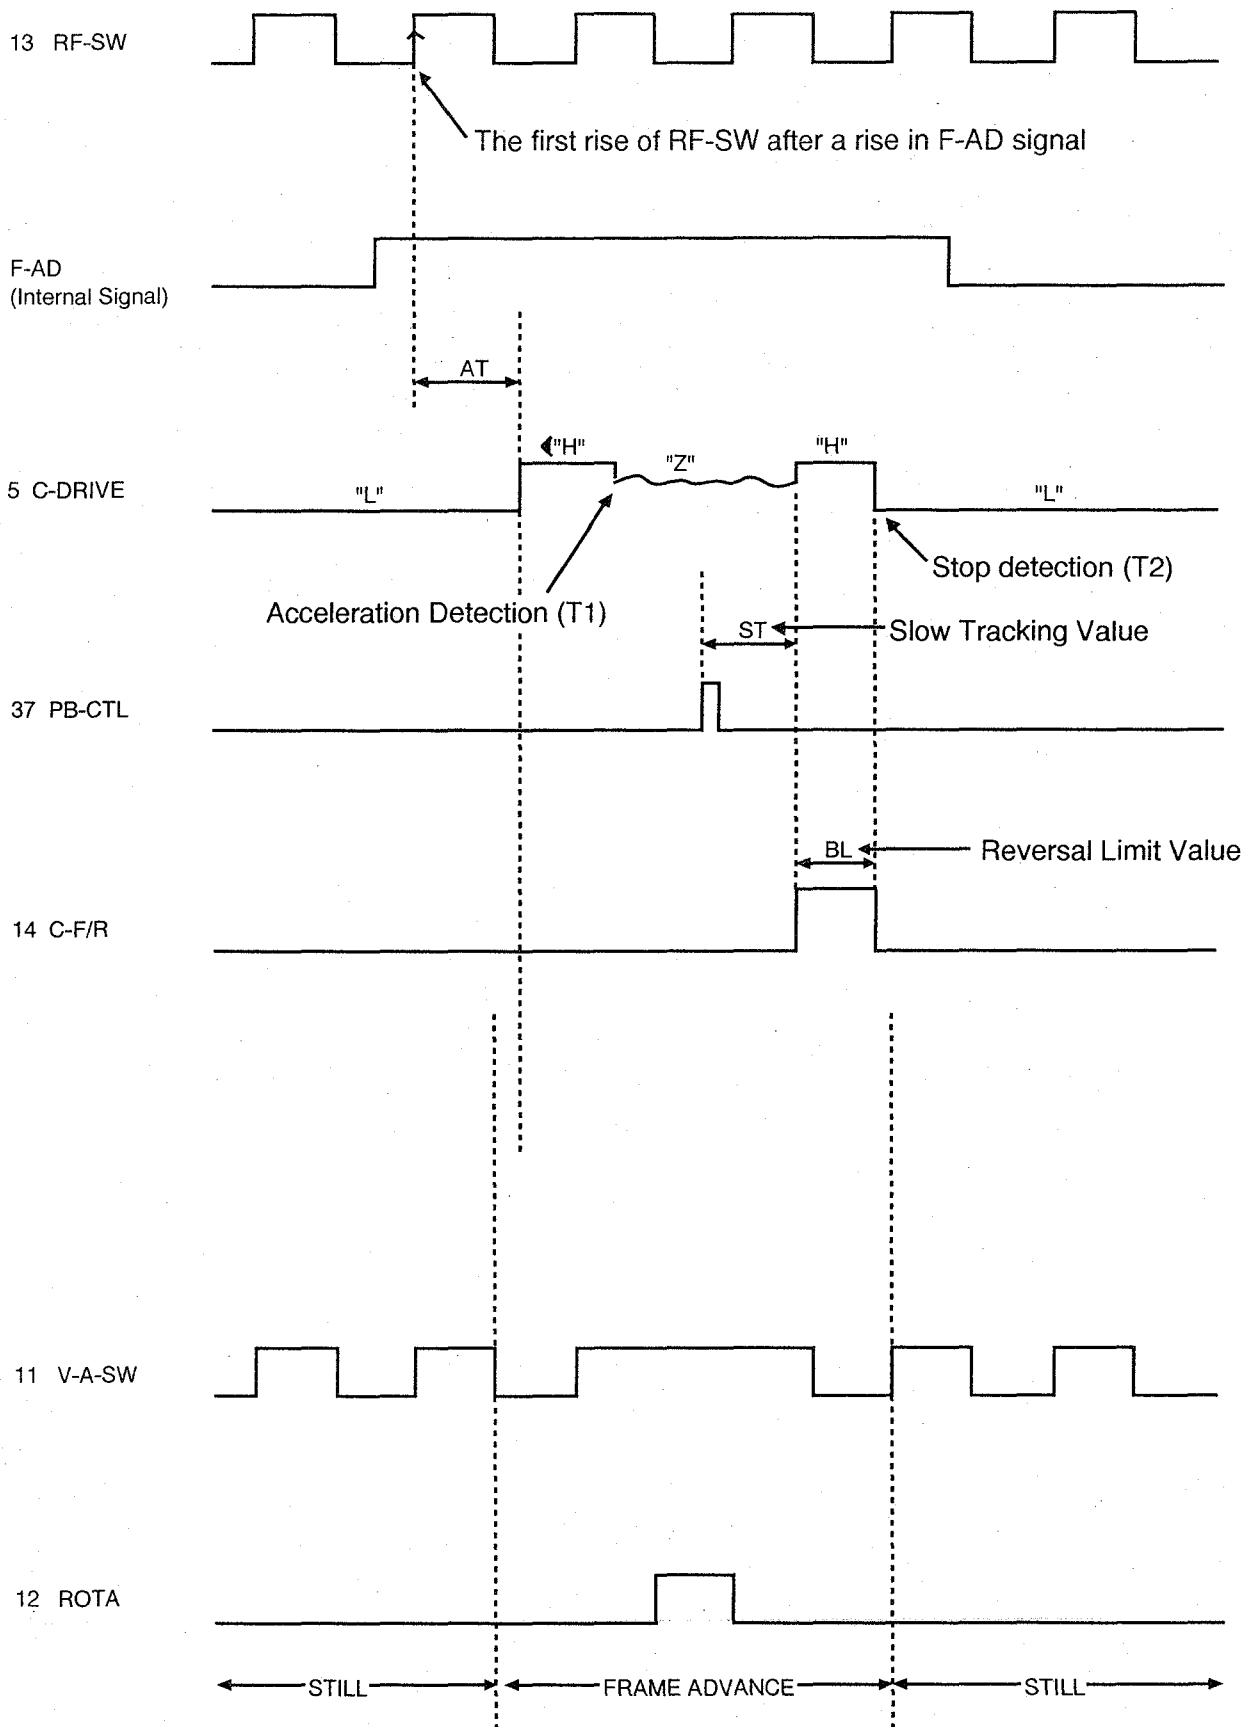 13 RF-SW
The first rise of RF-SW after a rise in F-AD signal
F-AD
(Internal Signal)
AT
5 C-DRIVE
"L"
"H"
"Z"
"H"
"L"
Acceleration Detection (T1)
Stop detection (T2)
ST
Slow Tracking Value
37 PB-CTL
BL
Reversal Limit Value
14 C-F/R
11 V-A-SW
12 ROTA
STILL
FRAME ADVANCE
STILL